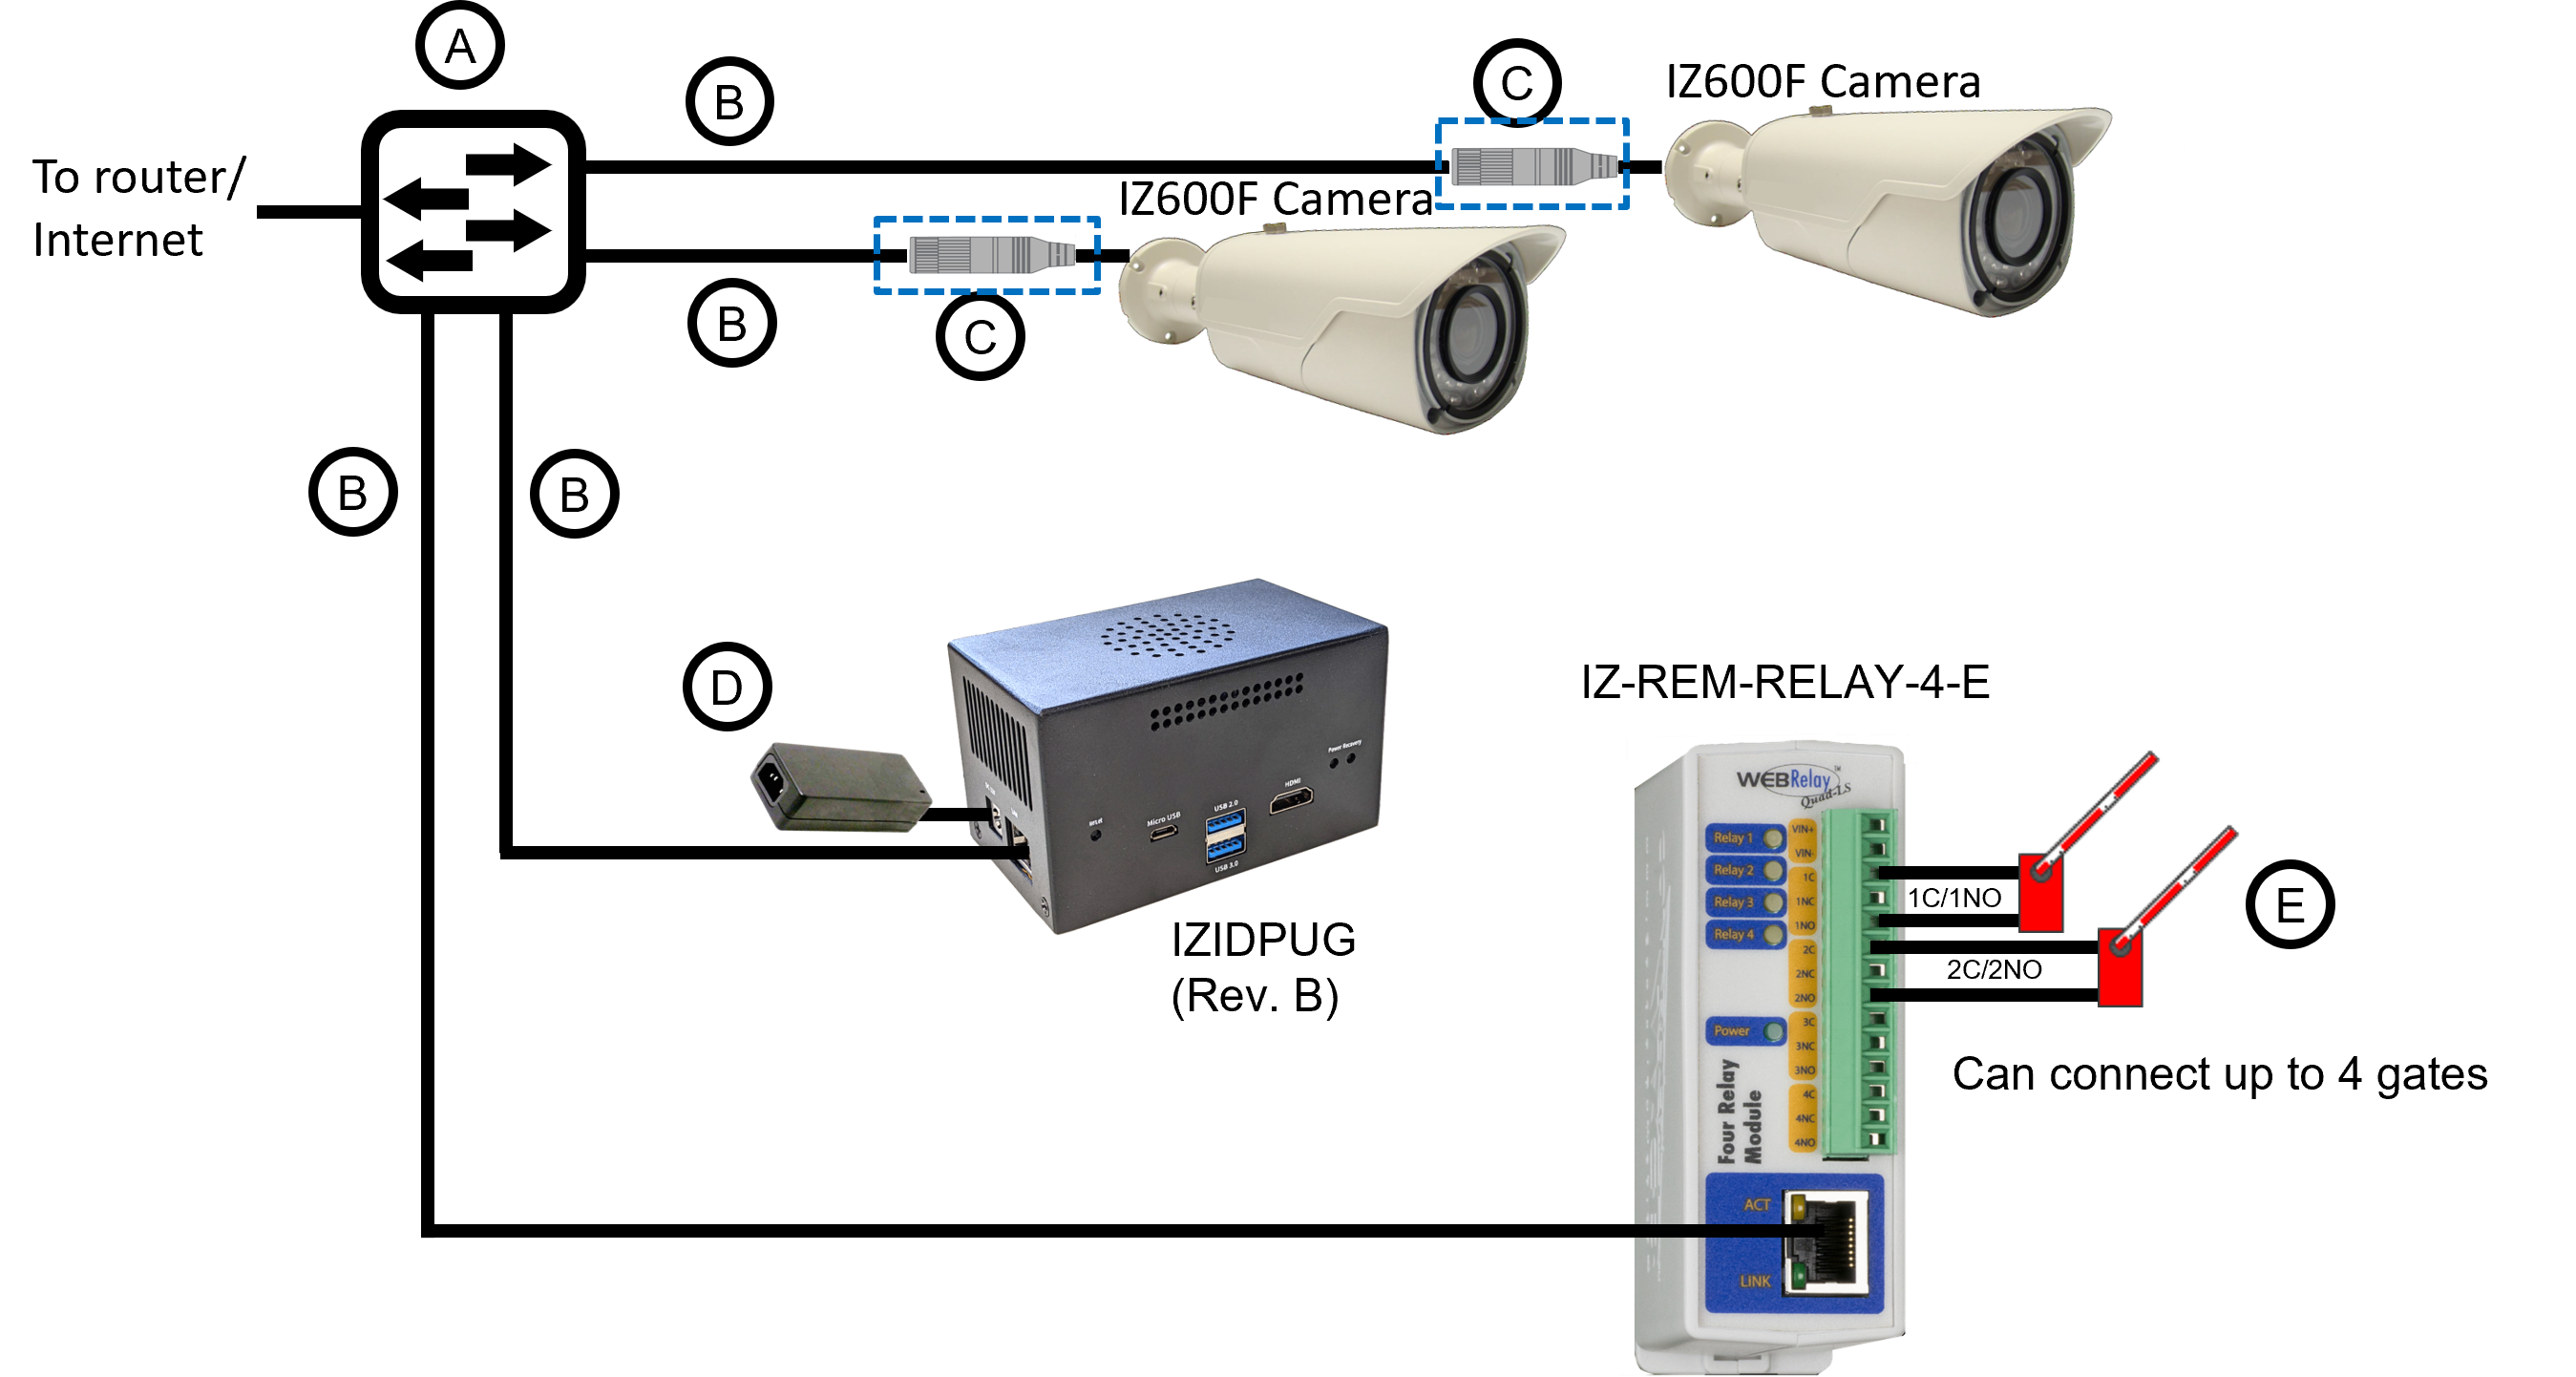 A
B
C
IZ600F Camera
To router/
Internet
IZ600F Camera
B
C
B
B
D
IZ-REM-RELAY-4-E
WEBRelay™
Quad-LS
Power Recovery
HDMI
USB 2.0
Micro USB
USB 3.0
Relay 1
Relay 2
Relay 3
Relay 4
VIN+
VIN-
1C
1NC
1NO
2C
2NC
2NO
3C
3NC
3NO
4C
4NC
4NO
1C/1NO
2C/2NO
E
IZIDPUG
(Rev. B)
Power
Four Relay
Module
Can connect up to 4 gates
ACT
LINK